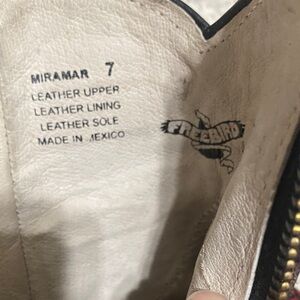 MIRAMAR 7
LEATHER UPPER
LEATHER LINING
LEATHER SOLE
MADE IN MEXICO
FREEBIRD